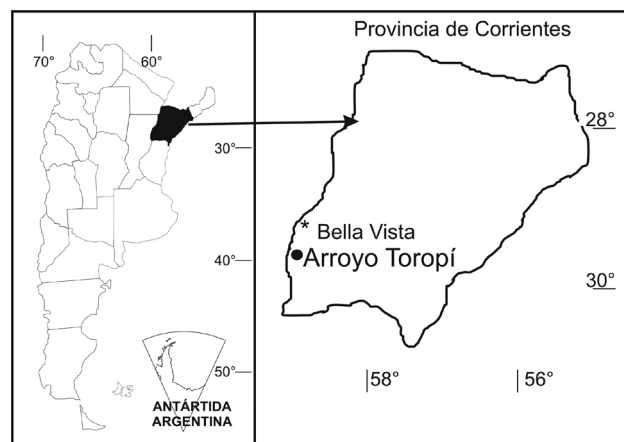 70°
60°
30°
40°
50°
ANTÁRTIDA
ARGENTINA
Provincia de Corrientes
28°
* Bella Vista
Arroyo Toropí
30°
58°
56°